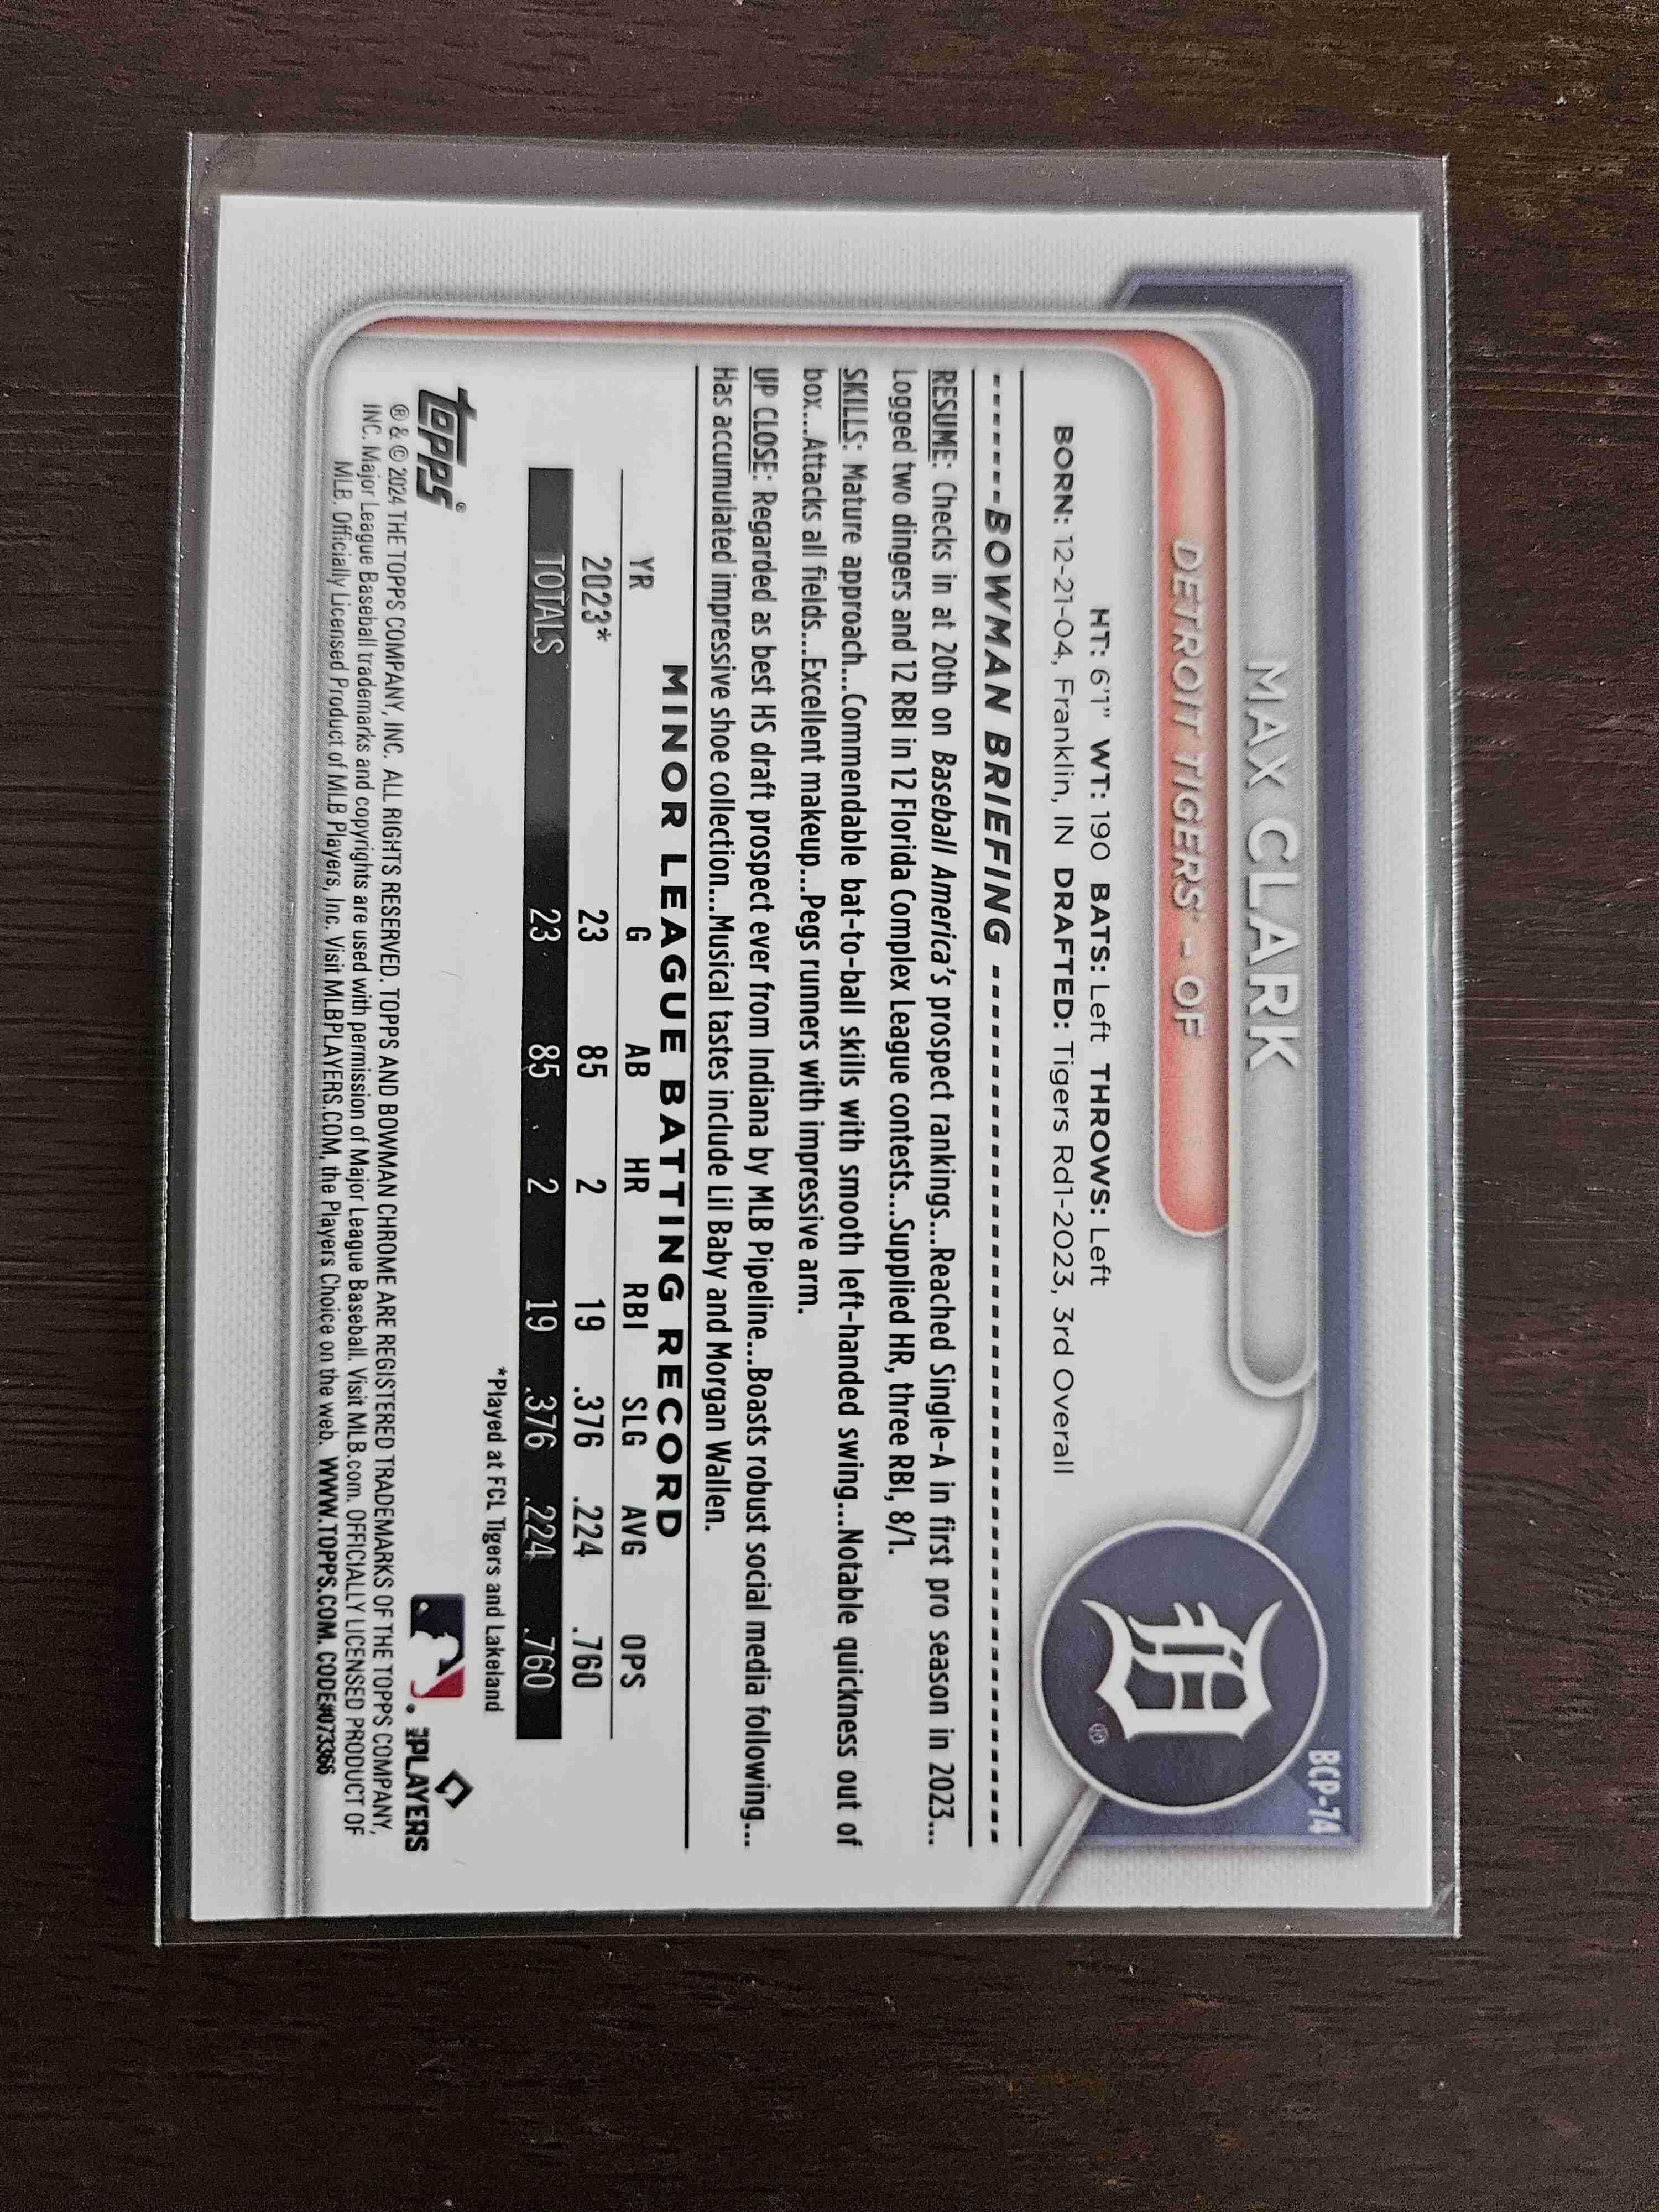 BCP-74
MAX CLARK
DETROIT TIGERS® - OF
®
HT: 6'1" WT: 190 BATS: Left THROWS: Left
BORN: 12-21-04, Franklin, IN DRAFTED: Tigers Rd1-2023, 3rd Overall
BOWMAN BRIEFING
RESUME: Checks in at 20th on Baseball America's prospect rankings...Reached Single-A in first pro season in 2023...
Logged two dingers and 12 RBI in 12 Florida Complex League contests...Supplied HR, three RBI, 8/1.
SKILLS: Mature approach...Commendable bat-to-ball skills with smooth left-handed swing...Notable quickness out of
box...Attacks all fields...Excellent makeup...Pegs runners with impressive arm.
UP CLOSE: Regarded as best HS draft prospect ever from Indiana by MLB Pipeline...Boasts robust social media following...
Has accumulated impressive shoe collection...Musical tastes include Lil Baby and Morgan Wallen.
MINOR LEAGUE BATTING RECORD
YR G AB HR RBI SLG AVG OPS
2023* 23 85 2 19 .376 .224 .760
TOTALS 23 85 2 19 .376 .224 .760
*Played at FCL Tigers and Lakeland
topps®
PLAYERS
® & © 2024 THE TOPPS COMPANY, INC. ALL RIGHTS RESERVED. TOPPS AND BOWMAN CHROME ARE REGISTERED TRADEMARKS OF THE TOPPS COMPANY,
INC. Major League Baseball trademarks and copyrights are used with permission of Major League Baseball. Visit MLB.com. OFFICIALLY LICENSED PRODUCT OF
MLB. Officially Licensed Product of MLB Players, Inc. Visit MLBPLAYERS.COM, the Players Choice on the web. WWW.TOPPS.COM. CODE#073366